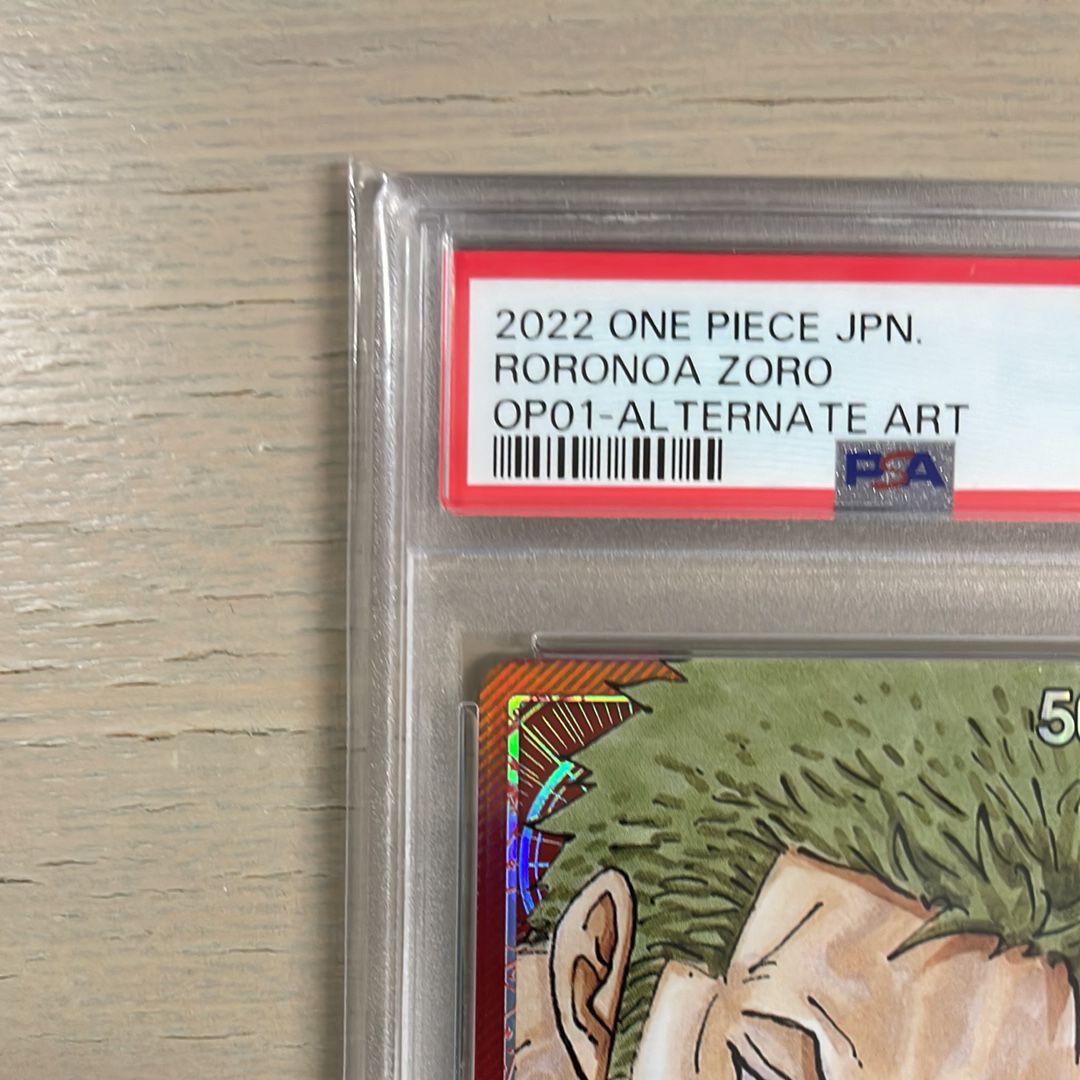 2022 ONE PIECE JPN.
RORONOA ZORO
OP01-ALTERNATE ART
PSA